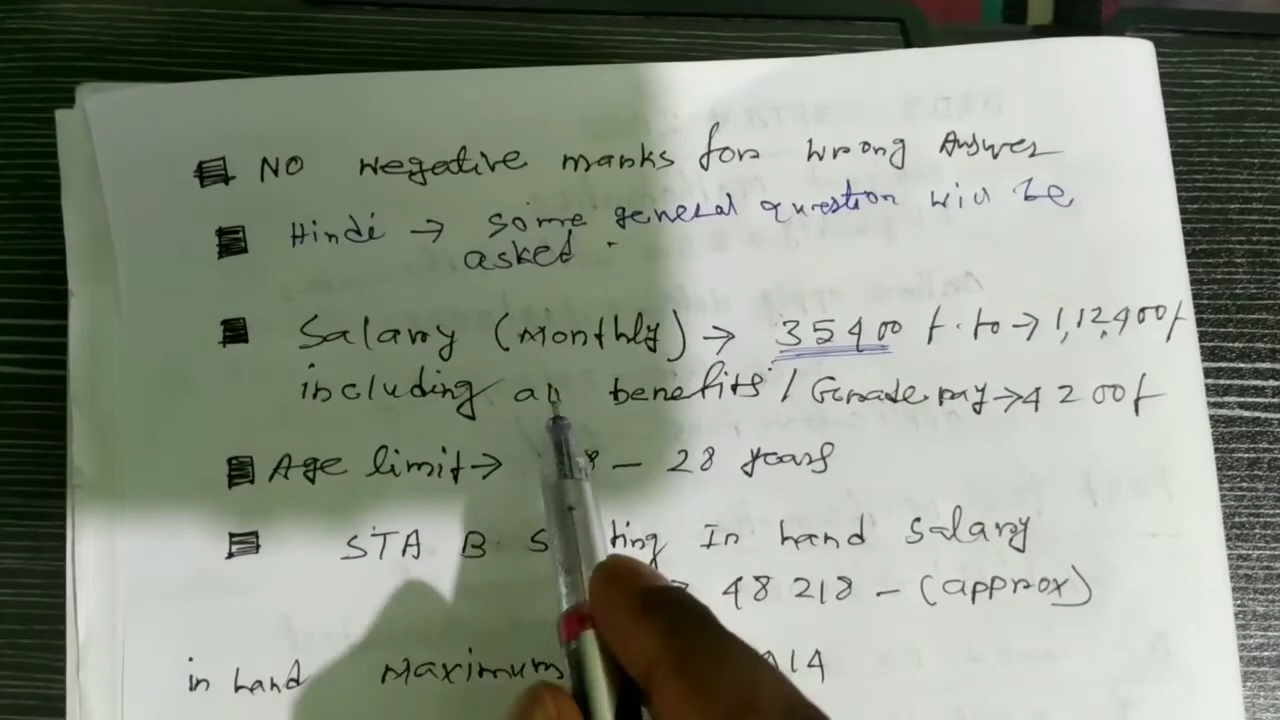 No Negative marks for wrong Answer
Hindi → some general question will be
asked.
Salary (Monthly) → 35400 /. to → 1,12,400/
including all benefits / Grade pay → 4200/
Age limit → – 28 years
STA B In hand salary
48218 – (approx)
in hand Maximum